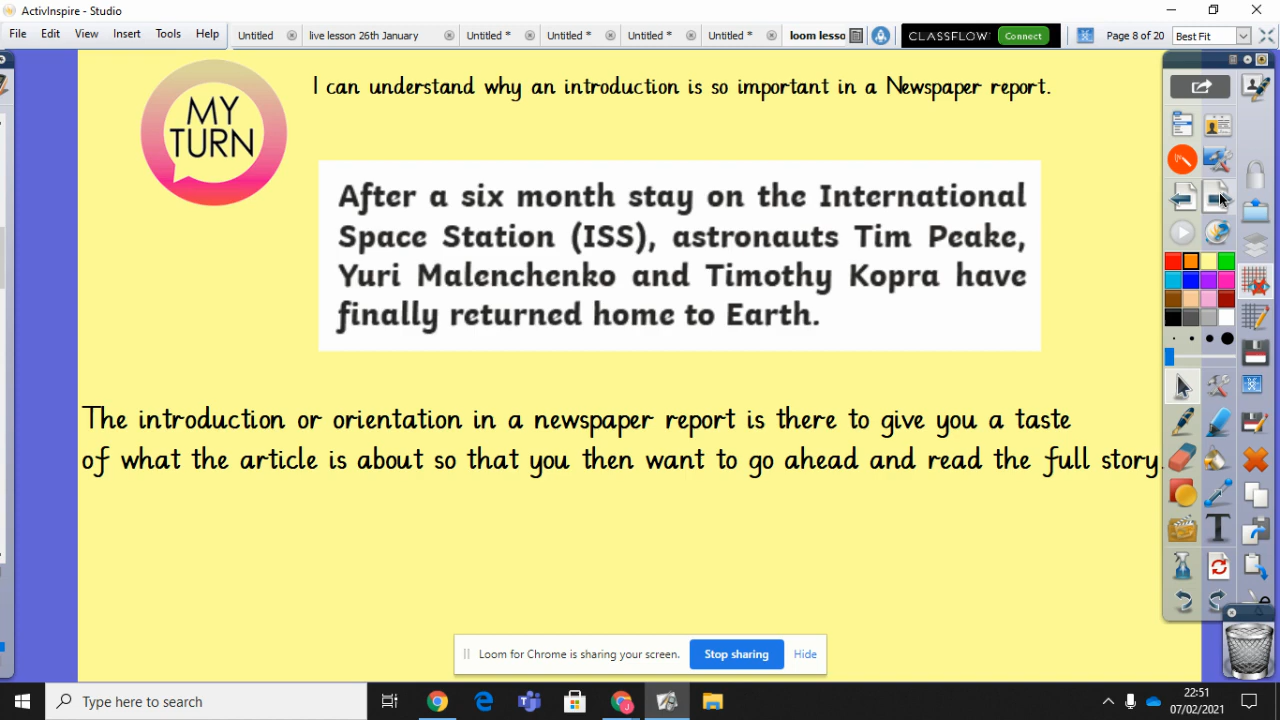 ActivInspire - Studio
File Edit View Insert Tools Help
Untitled live lesson 26th January Untitled * Untitled * Untitled * Untitled * loom lesso
CLASSFLOW Connect
Page 8 of 20 Best Fit
MY
TURN
I can understand why an introduction is so important in a Newspaper report.
After a six month stay on the International
Space Station (ISS), astronauts Tim Peake,
Yuri Malenchenko and Timothy Kopra have
finally returned home to Earth.
The introduction or orientation in a newspaper report is there to give you a taste
of what the article is about so that you then want to go ahead and read the full story.
Loom for Chrome is sharing your screen. Stop sharing Hide
Type here to search
22:51
07/02/2021